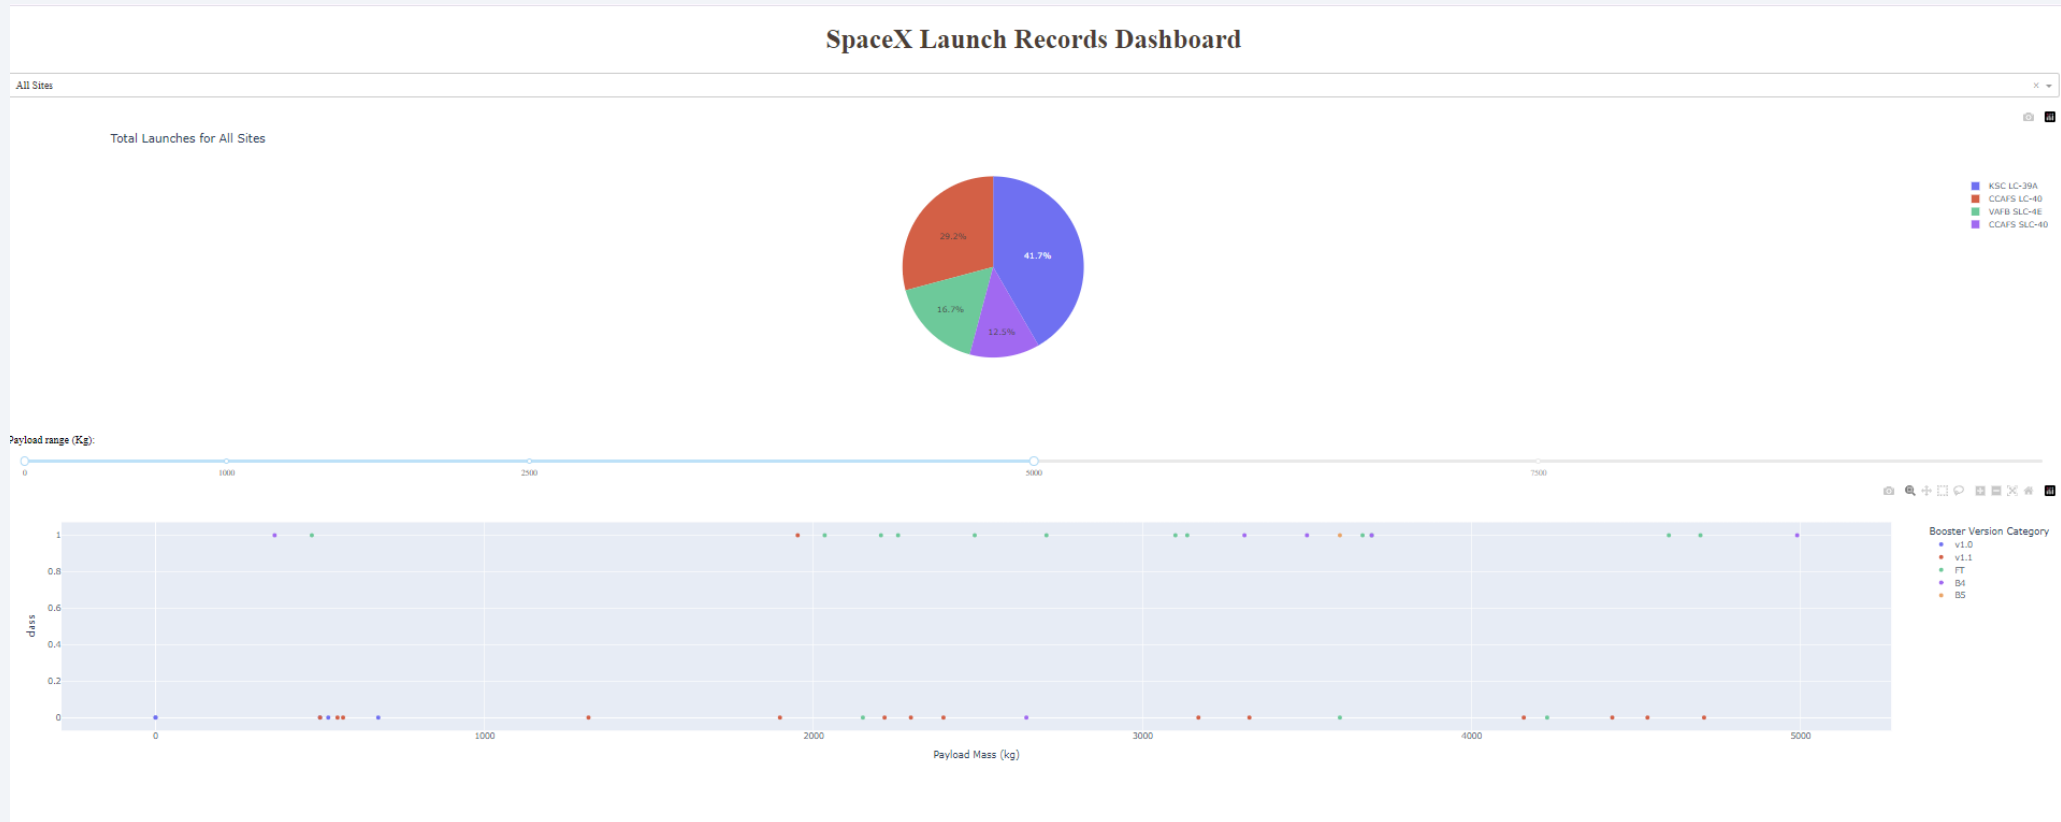 SpaceX Launch Records Dashboard
All Sites
Total Launches for All Sites
KSC LC-39A
CCAFS LC-40
VAFB SLC-4E
CCAFS SLC-40
29.2%
41.7%
16.7%
12.5%
Payload range (Kg):
0 1000 2500 5000 7500
Booster Version Category
v1.0
v1.1
FT
B4
B5
1
0.8
0.6
0.4
0.2
0
class
0 1000 2000 3000 4000 5000
Payload Mass (kg)